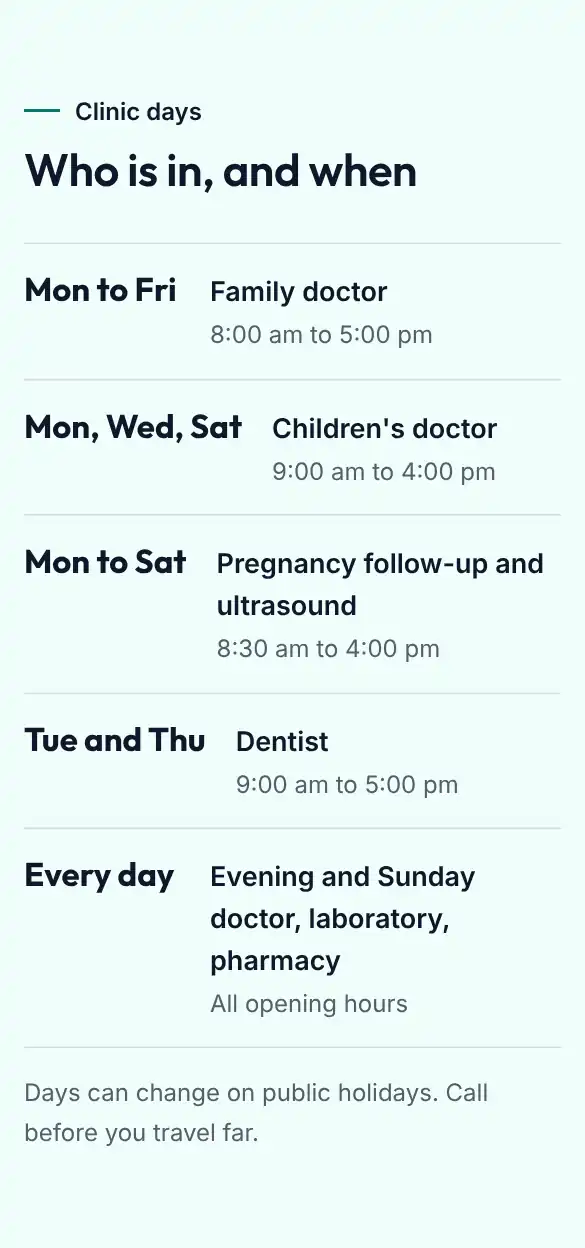 Clinic days
Who is in, and when
Mon to Fri
Family doctor
8:00 am to 5:00 pm
Mon, Wed, Sat
Children's doctor
9:00 am to 4:00 pm
Mon to Sat
Pregnancy follow-up and
ultrasound
8:30 am to 4:00 pm
Tue and Thu
Dentist
9:00 am to 5:00 pm
Every day
Evening and Sunday
doctor, laboratory,
pharmacy
All opening hours
Days can change on public holidays. Call
before you travel far.